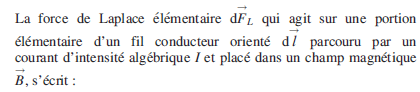 La force de Laplace élémentaire d\vec{F}_L qui agit sur une portion
élémentaire d'un fil conducteur orienté d\vec{l} parcouru par un
courant d'intensité algébrique I et placé dans un champ magnétique
\vec{B}, s'écrit :